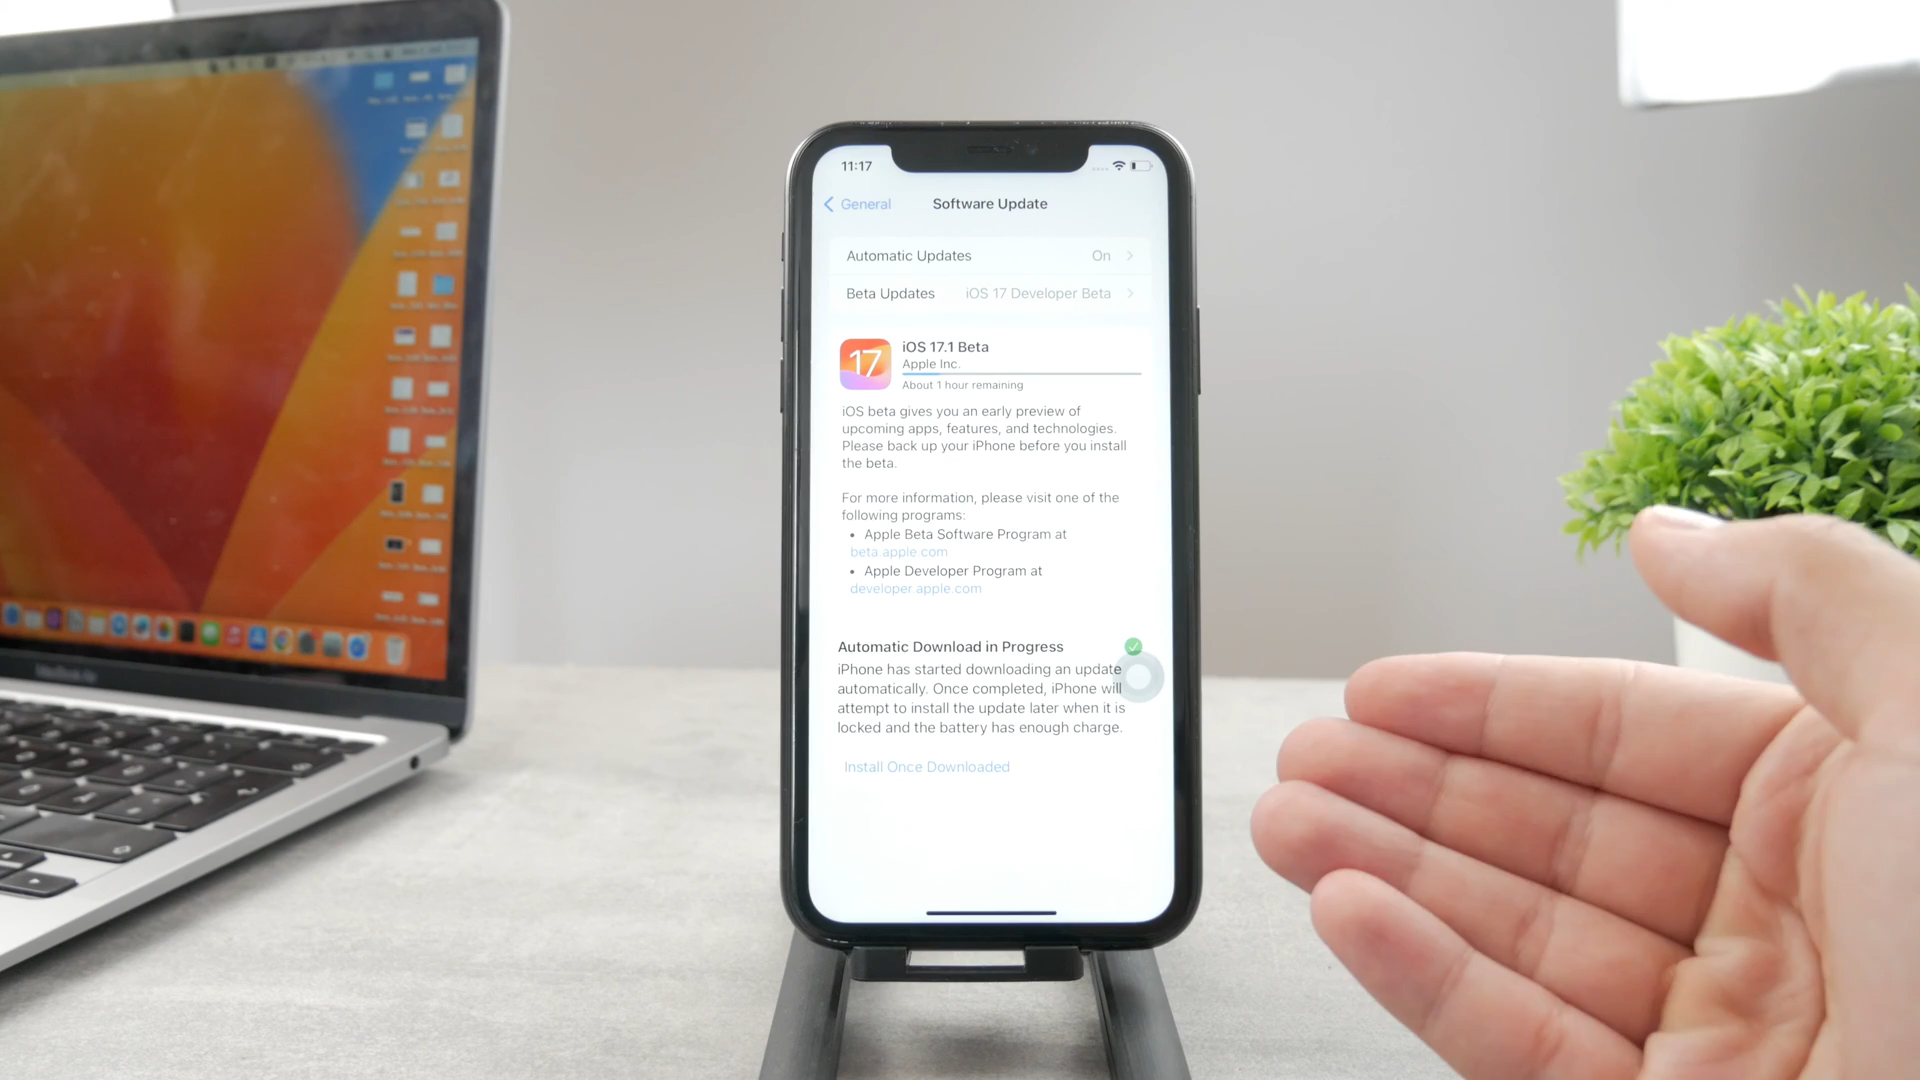 11:17
General
Software Update
Automatic Updates On
Beta Updates iOS 17 Developer Beta
17
iOS 17.1 Beta
Apple Inc.
About 1 hour remaining
iOS beta gives you an early preview of
upcoming apps, features, and technologies.
Please back up your iPhone before you install
the beta.
For more information, please visit one of the
following programs:
• Apple Beta Software Program at
beta.apple.com
• Apple Developer Program at
developer.apple.com
Automatic Download in Progress
iPhone has started downloading an update
automatically. Once completed, iPhone will
attempt to install the update later when it is
locked and the battery has enough charge.
Install Once Downloaded